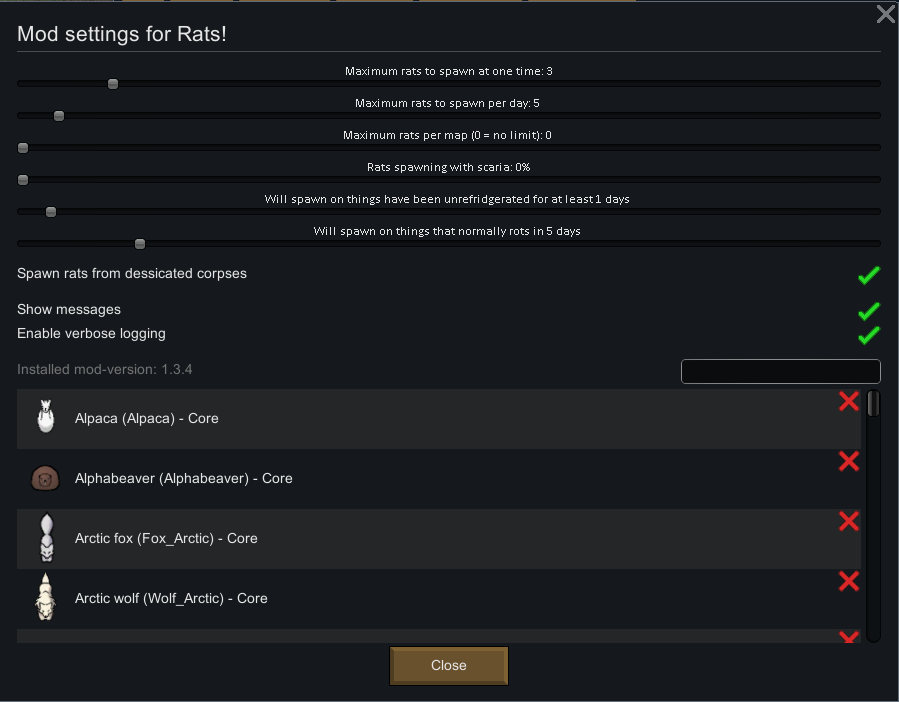 Mod settings for Rats!
Maximum rats to spawn at one time: 3
Maximum rats to spawn per day: 5
Maximum rats per map (0 = no limit): 0
Rats spawning with scaria: 0%
Will spawn on things have been unrefridgerated for at least 1 days
Will spawn on things that normally rots in 5 days
Spawn rats from dessicated corpses
Show messages
Enable verbose logging
Installed mod-version: 1.3.4
Alpaca (Alpaca) - Core
Alphabeaver (Alphabeaver) - Core
Arctic fox (Fox_Arctic) - Core
Arctic wolf (Wolf_Arctic) - Core
Close